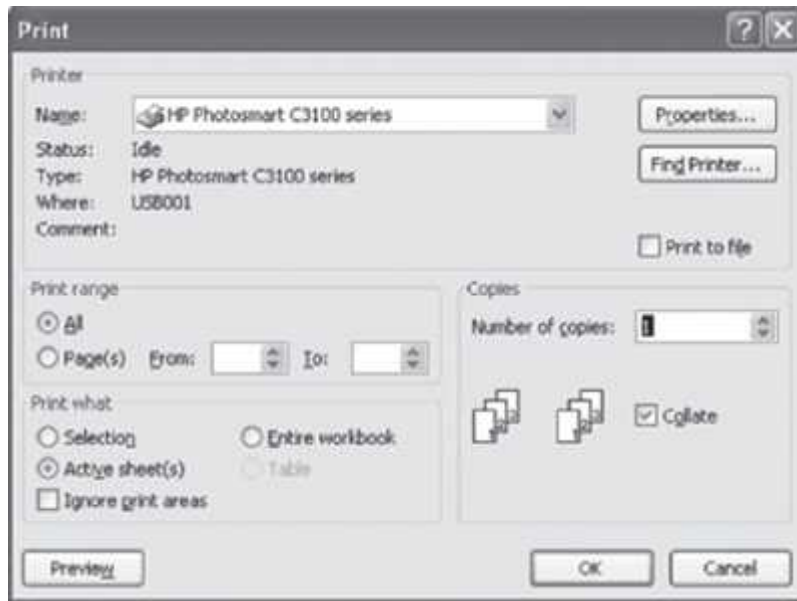 Print
Printer
Name: HP Photosmart C3100 series
Properties...
Status: Idle
Find Printer...
Type: HP Photosmart C3100 series
Where: USB001
Comment:
Print to file
Print range
All
Page(s) From: To:
Copies
Number of copies: 1
Collate
Print what
Selection Entire workbook
Active sheet(s) Table
Ignore print areas
Preview OK Cancel